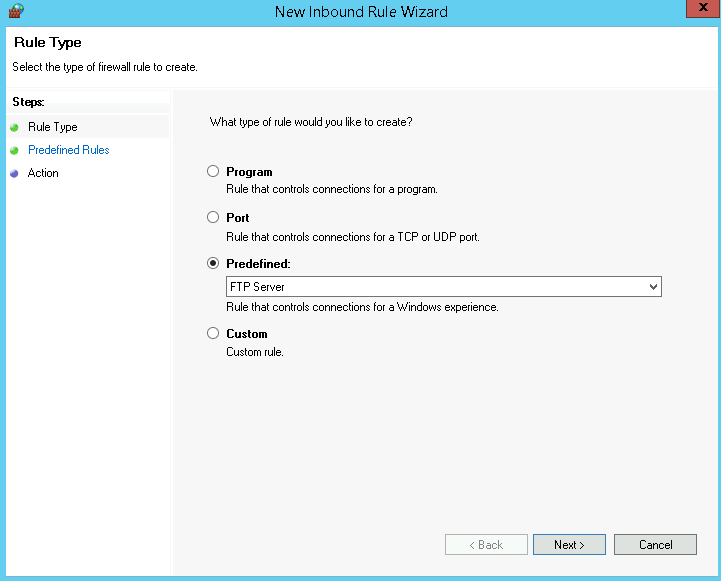 New Inbound Rule Wizard
X
Rule Type
Select the type of firewall rule to create.
Steps:
Rule Type
Predefined Rules
Action
What type of rule would you like to create?
Program
Rule that controls connections for a program.
Port
Rule that controls connections for a TCP or UDP port.
Predefined:
FTP Server
Rule that controls connections for a Windows experience.
Custom
Custom rule.
< Back
Next >
Cancel